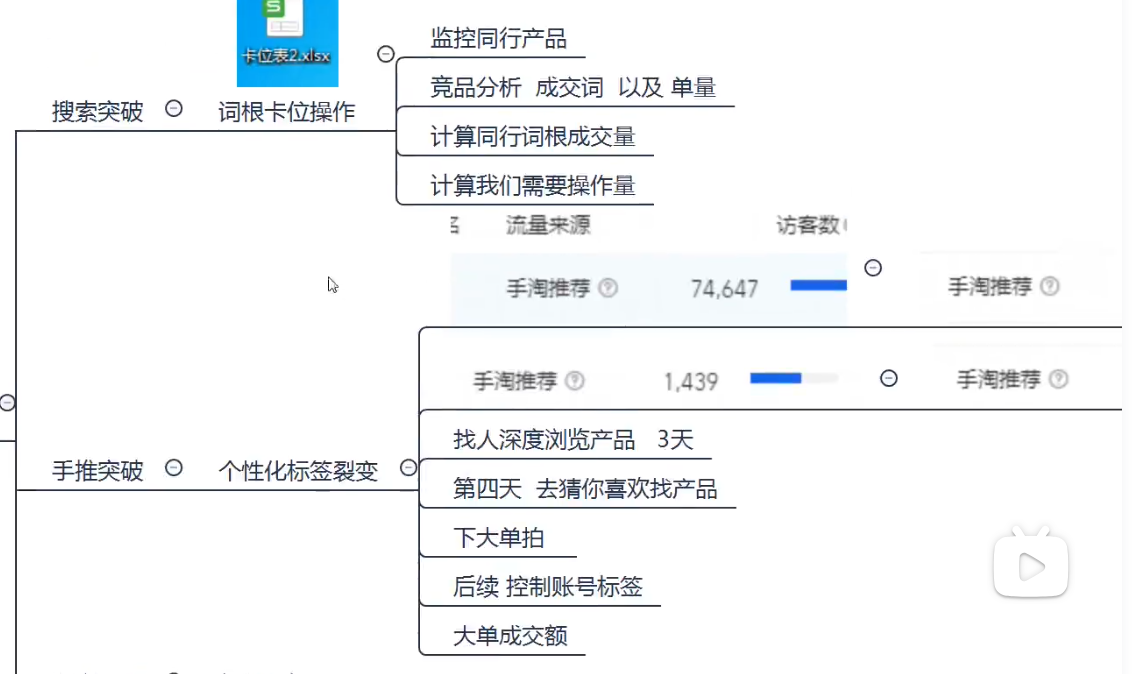 S
卡位表2.xlsx
搜索突破
词根卡位操作
监控同行产品
竞品分析 成交词 以及 单量
计算同行词根成交量
计算我们需要操作量
流量来源 访客数
手淘推荐 ? 74,647
手淘推荐 ?
手淘推荐 ? 1,439
手淘推荐 ?
手推突破
个性化标签裂变
找人深度浏览产品 3天
第四天 去猜你喜欢找产品
下大单拍
后续 控制账号标签
大单成交额